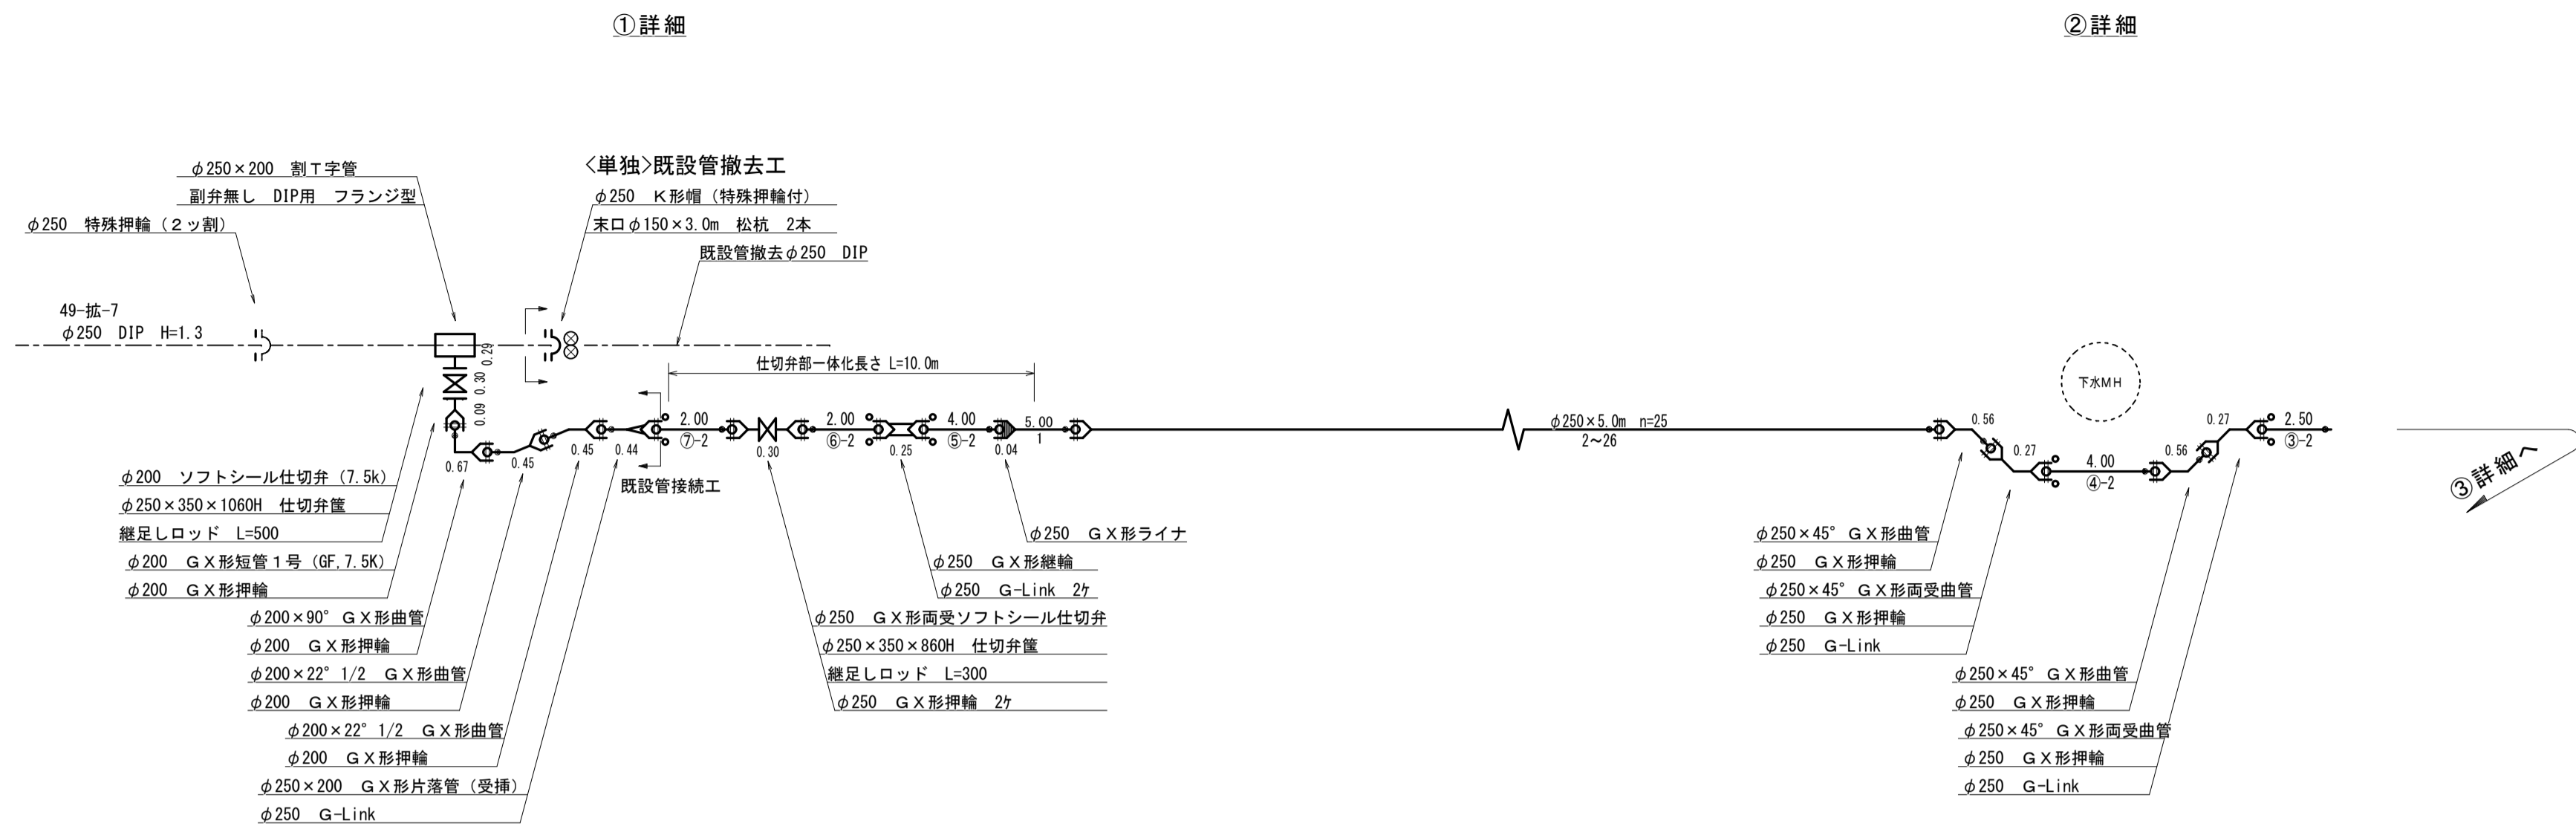 ①詳細
②詳細
φ250×200 割T字管
副弁無し DIP用 フランジ型
φ250 特殊押輪（2ッ割）
〈単独〉既設管撤去工
φ250 K形帽（特殊押輪付）
末口φ150×3.0m 松杭 2本
既設管撤去φ250 DIP
49-拡-7
φ250 DIP H=1.3
0.29
0.30
0.09
仕切弁部一体化長さ L=10.0m
下水MH
0.67
0.45
0.45
0.44
2.00
⑦-2
0.30
2.00
⑥-2
0.25
4.00
⑤-2
0.04
5.00
1
φ250×5.0m n=25
2～26
0.56
0.27
4.00
④-2
0.56
0.27
2.50
③-2
③詳細へ
既設管接続工
φ200 ソフトシール仕切弁（7.5k）
φ250×350×1060H 仕切弁筐
継足しロッド L=500
φ200 GX形短管1号（GF,7.5K）
φ200 GX形押輪
φ200×90° GX形曲管
φ200 GX形押輪
φ200×22° 1/2 GX形曲管
φ200 GX形押輪
φ200×22° 1/2 GX形曲管
φ200 GX形押輪
φ250×200 GX形片落管（受挿）
φ250 G-Link
φ250 GX形ライナ
φ250 GX形継輪
φ250 G-Link 2ケ
φ250 GX形両受ソフトシール仕切弁
φ250×350×860H 仕切弁筐
継足しロッド L=300
φ250 GX形押輪 2ケ
φ250×45° GX形曲管
φ250 GX形押輪
φ250×45° GX形両受曲管
φ250 GX形押輪
φ250 G-Link
φ250×45° GX形曲管
φ250 GX形押輪
φ250×45° GX形両受曲管
φ250 GX形押輪
φ250 G-Link